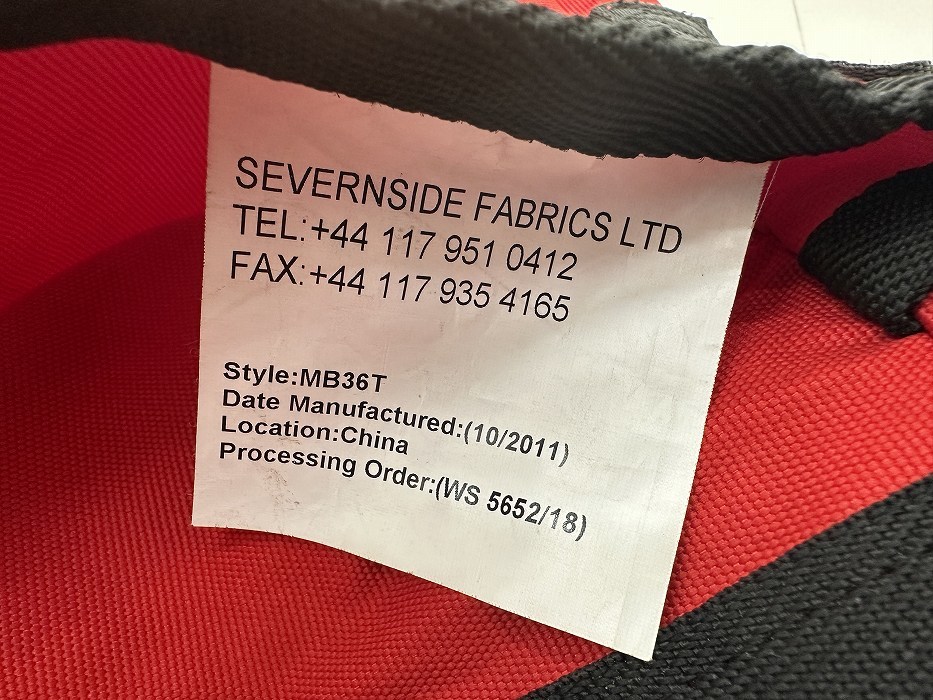 SEVERNSIDE FABRICS LTD
TEL:+44 117 951 0412
FAX:+44 117 935 4165
Style:MB36T
Date Manufactured:(10/2011)
Location:China
Processing Order:(WS 5652/18)